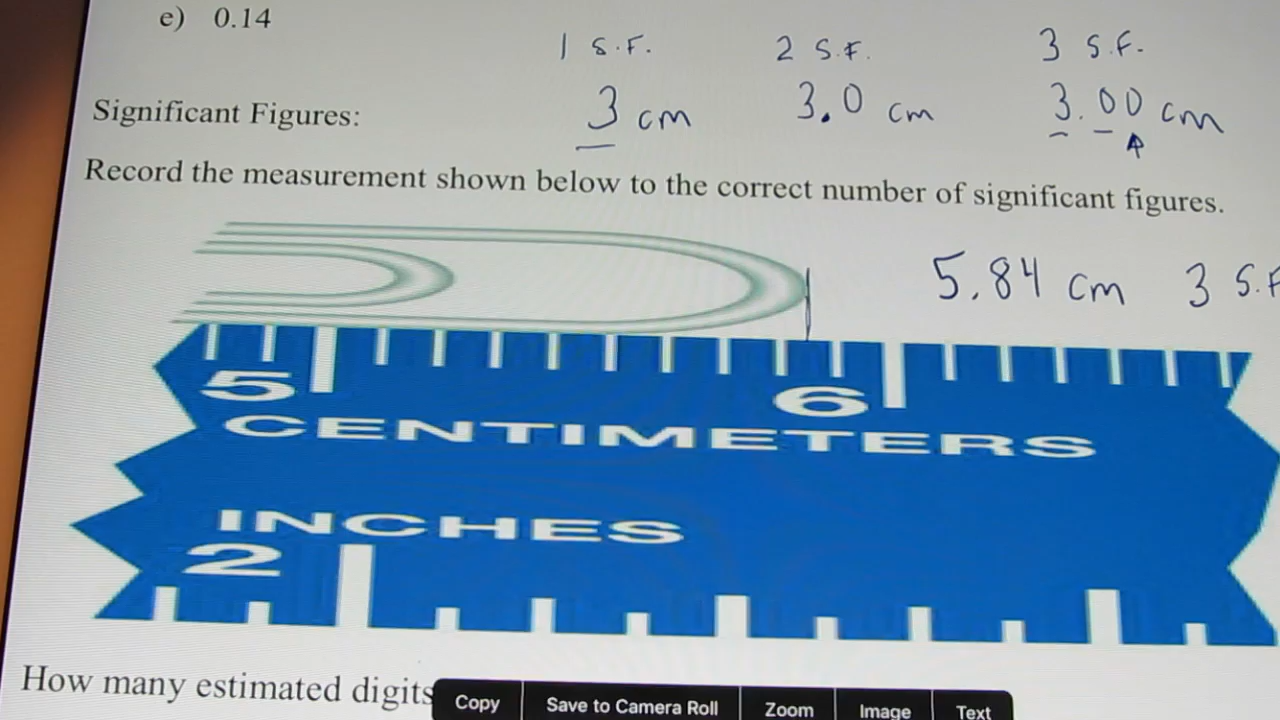 e) 0.14
1 S.F. 2 S.F. 3 S.F.
Significant Figures: 3 cm 3.0 cm 3.00 cm
Record the measurement shown below to the correct number of significant figures.
5.84 cm 3 S.F
5 6
CENTIMETERS
INCHES
2
How many estimated digits
Copy Save to Camera Roll Zoom Image Text